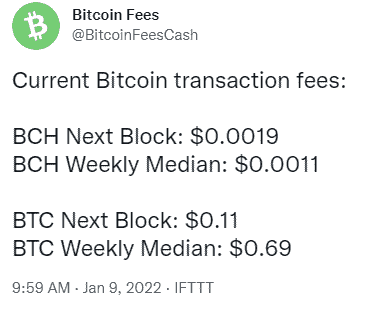 Bitcoin Fees
@BitcoinFeesCash
Current Bitcoin transaction fees:
BCH Next Block: $0.0019
BCH Weekly Median: $0.0011
BTC Next Block: $0.11
BTC Weekly Median: $0.69
9:59 AM · Jan 9, 2022 · IFTTT